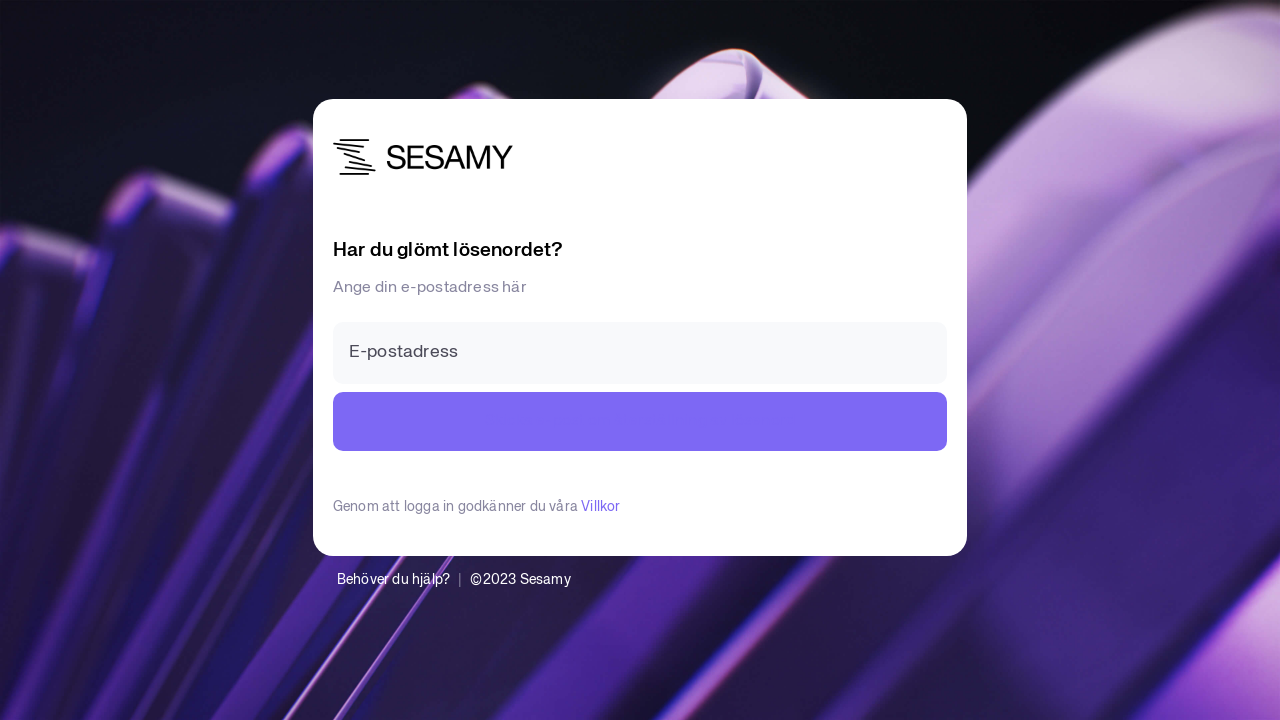 SESAMY
Har du glömt lösenordet?
Ange din e-postadress här
E-postadress
Genom att logga in godkänner du våra Villkor
Behöver du hjälp? | ©2023 Sesamy